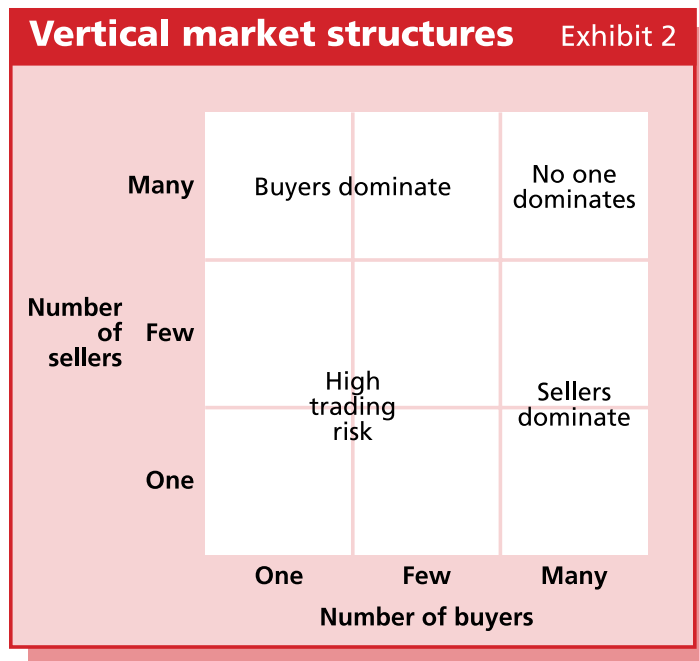 Vertical market structures Exhibit 2
Many
Buyers dominate
No one
dominates
Number
of
sellers
Few
High
trading
risk
Sellers
dominate
One
One Few Many
Number of buyers